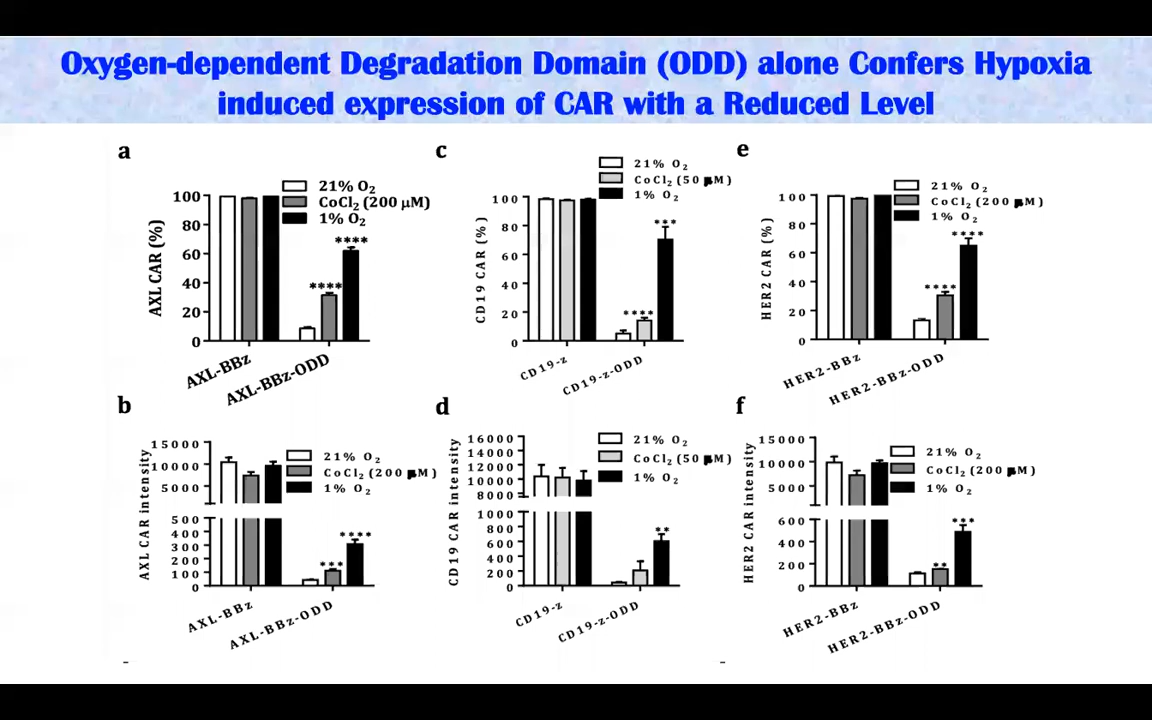 Oxygen-dependent Degradation Domain (ODD) alone Confers Hypoxia
induced expression of CAR with a Reduced Level
a
21% O₂
CoCl₂ (200 μM)
1% O₂
AXL CAR (%)
100
80
60
40
20
0
****
****
AXL-BBz
AXL-BBz-ODD
c
21% O₂
CoCl₂ (50 μM)
1% O₂
CD19 CAR (%)
100
80
60
40
20
0
****
***
CD19-z
CD19-z-ODD
e
21% O₂
CoCl₂ (200 μM)
1% O₂
HER2 CAR (%)
100
80
60
40
20
0
****
****
HER2-BBz
HER2-BBz-ODD
b
21% O₂
CoCl₂ (200 μM)
1% O₂
AXL CAR intensity
15000
10000
5000
500
400
300
200
100
0
***
****
AXL-BBz
AXL-BBz-ODD
d
21% O₂
CoCl₂ (50 μM)
1% O₂
CD19 CAR intensity
16000
14000
12000
10000
8000
1000
800
600
400
200
0
**
CD19-z
CD19-z-ODD
f
21% O₂
CoCl₂ (200 μM)
1% O₂
HER2 CAR intensity
15000
10000
5000
600
400
200
0
**
***
HER2-BBz
HER2-BBz-ODD